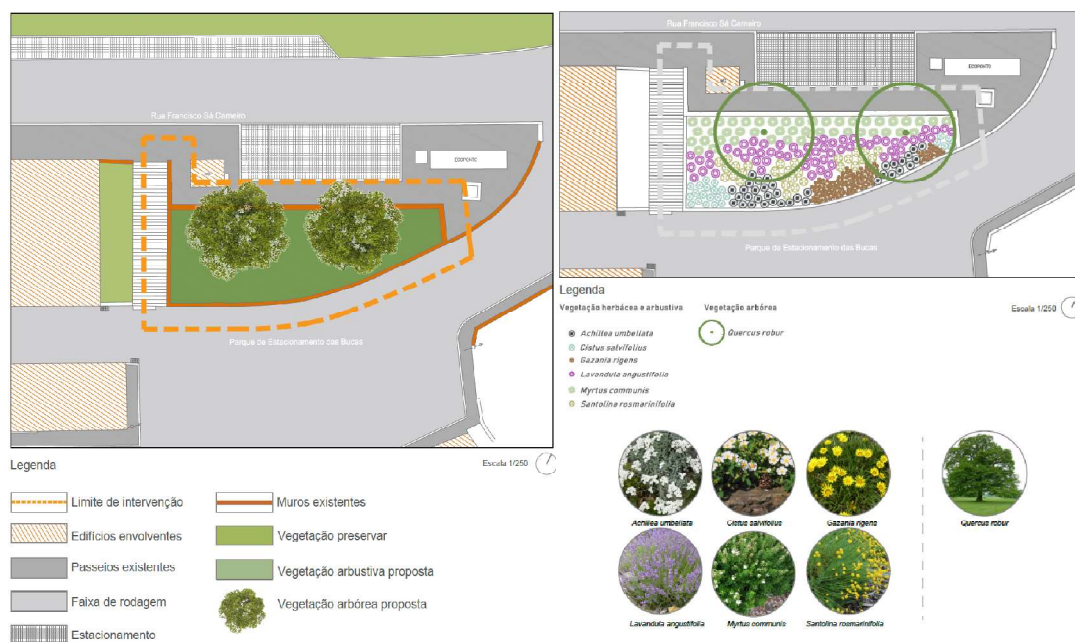 Rua Francisco Sá Carneiro
ECOPONTO
Parque de Estacionamento das Bucas
Legenda
Escala 1/250
Limite de intervenção
Edifícios envolventes
Passeios existentes
Faixa de rodagem
Estacionamento
Muros existentes
Vegetação preservar
Vegetação arbustiva proposta
Vegetação arbórea proposta
Rua Francisco Sá Carneiro
ECOPONTO
Parque de Estacionamento das Bucas
Legenda
Escala 1/250
Vegetação herbácea e arbustiva
Achillea umbellata
Cistus salvifolius
Gazania rigens
Lavandula angustifolia
Myrtus communis
Santolina rosmarinifolia
Vegetação arbórea
Quercus robur
Achillea umbellata
Cistus salvifolius
Gazania rigens
Quercus robur
Lavandula angustifolia
Myrtus communis
Santolina rosmarinifolia